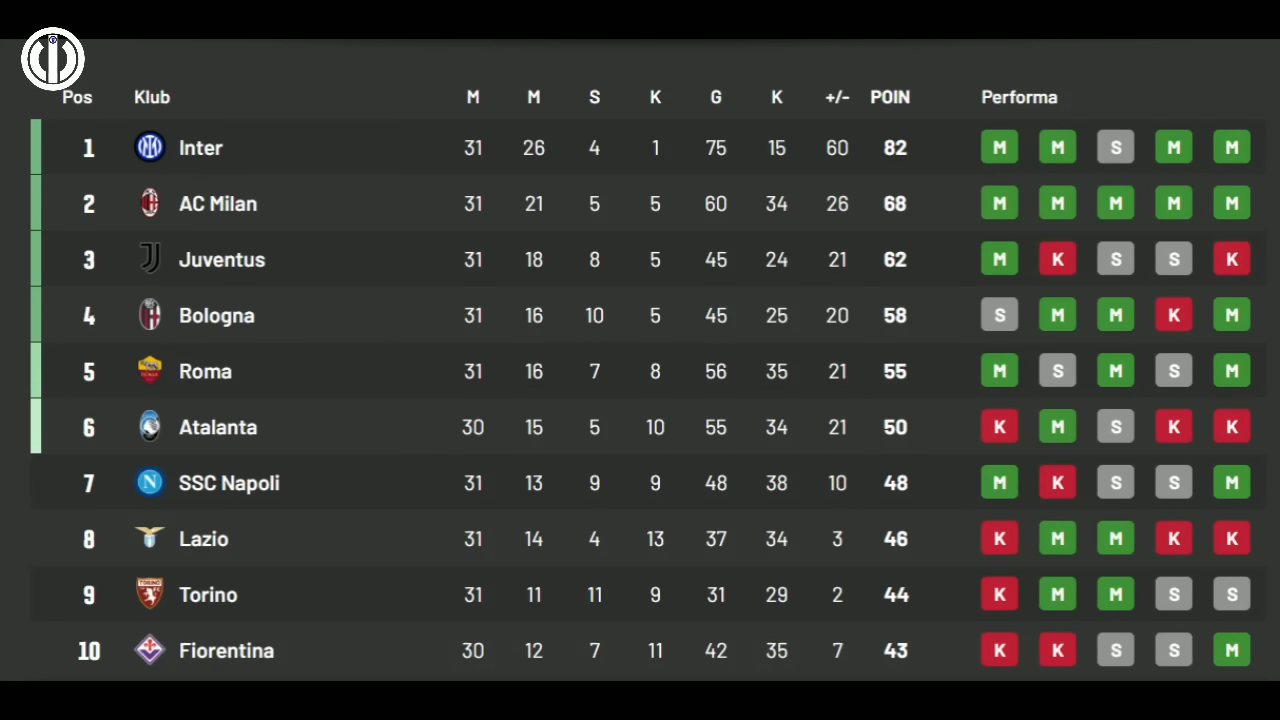 Pos Klub M M S K G K +/- POIN Performa
1 Inter 31 26 4 1 75 15 60 82 M M S M M
2 AC Milan 31 21 5 5 60 34 26 68 M M M M M
3 Juventus 31 18 8 5 45 24 21 62 M K S S K
4 Bologna 31 16 10 5 45 25 20 58 S M M K M
5 Roma 31 16 7 8 56 35 21 55 M S M S M
6 Atalanta 30 15 5 10 55 34 21 50 K M S K K
7 SSC Napoli 31 13 9 9 48 38 10 48 M K S S M
8 Lazio 31 14 4 13 37 34 3 46 K M M K K
9 Torino 31 11 11 9 31 29 2 44 K M M S S
10 Fiorentina 30 12 7 11 42 35 7 43 K K S S M